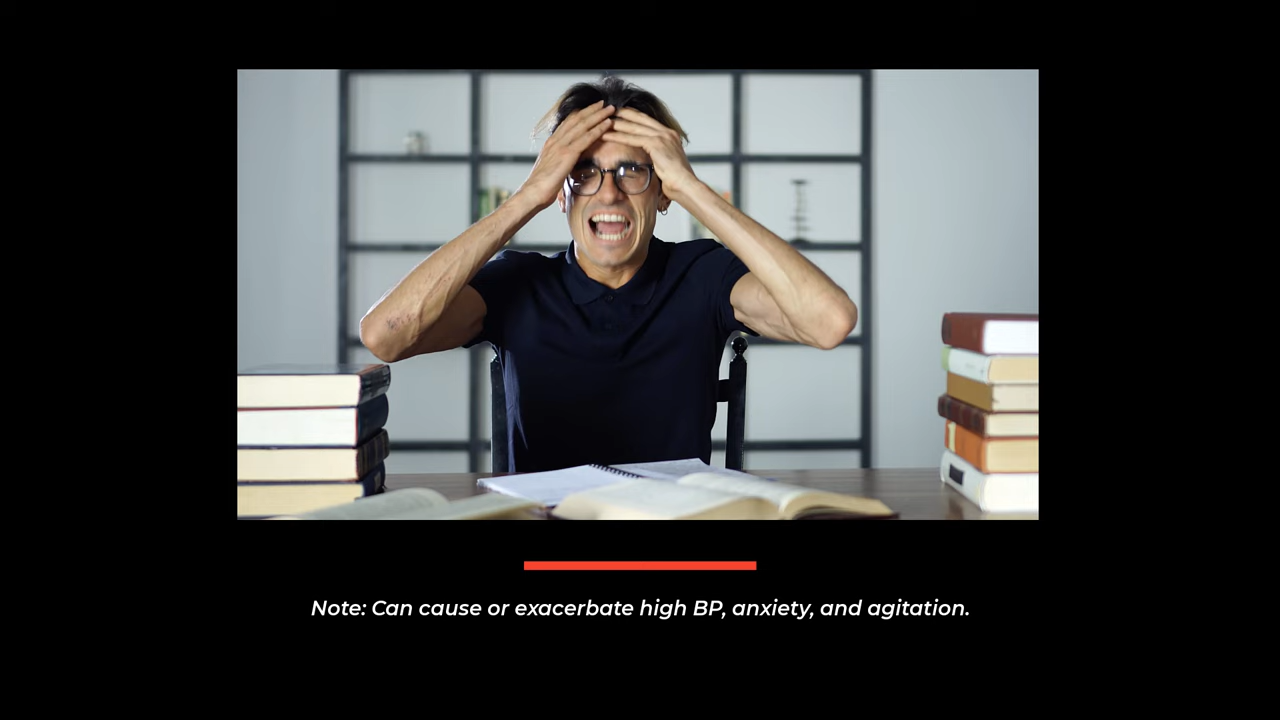 Note: Can cause or exacerbate high BP, anxiety, and agitation.